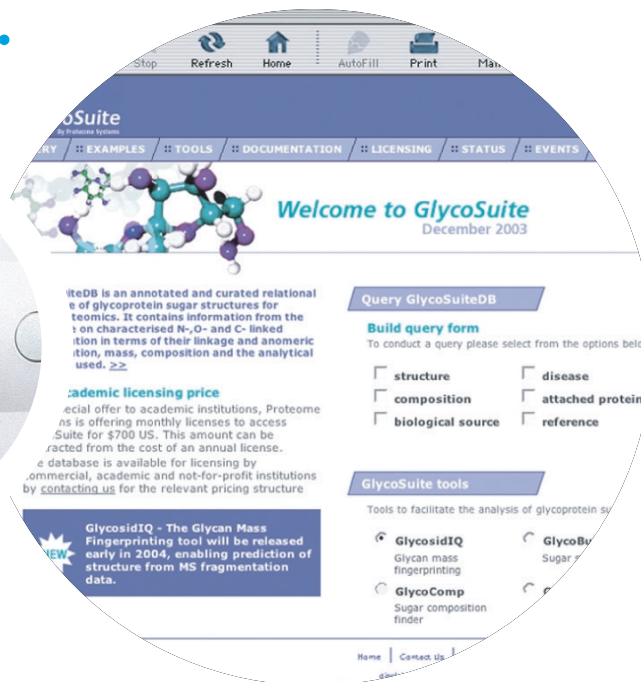 Stop Refresh Home AutoFill Print
Suite
By Proteome Systems
:: EXAMPLES / :: TOOLS / :: DOCUMENTATION / :: LICENSING / :: STATUS / :: EVENTS /
Welcome to GlycoSuite
December 2003
iteDB is an annotated and curated relational
e of glycoprotein sugar structures for
teomics. It contains information from the
e on characterised N-,O- and C- linked
tion in terms of their linkage and anomeric
tion, mass, composition and the analytical
used. >>
cademic licensing price
ecial offer to academic institutions, Proteome
ns is offering monthly licenses to access
Suite for $700 US. This amount can be
racted from the cost of an annual license.
e database is available for licensing by
ommercial, academic and not-for-profit institutions
by contacting us for the relevant pricing structure
NEW
GlycosidIQ - The Glycan Mass
Fingerprinting tool will be released
early in 2004, enabling prediction of
structure from MS fragmentation
data.
Query GlycoSuiteDB
Build query form
To conduct a query please select from the options belo
structure disease
composition attached protein
biological source reference
GlycoSuite tools
Tools to facilitate the analysis of glycoprotein su
GlycosidIQ GlycoBu
Glycan mass Sugar s
fingerprinting
GlycoComp
Sugar composition
finder
Home | Contact Us |